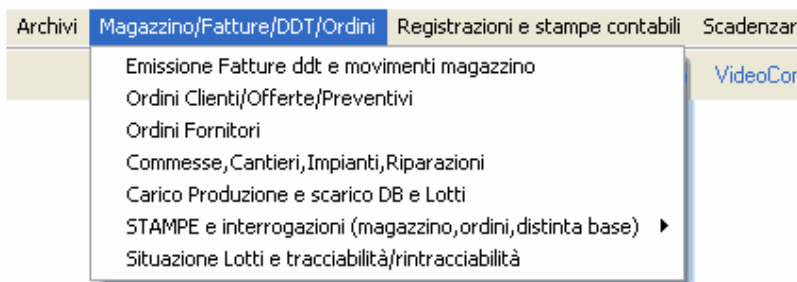 Archivi Magazzino/Fatture/DDT/Ordini Registrazioni e stampe contabili Scadenzar
Emissione Fatture ddt e movimenti magazzino
VideoCor
Ordini Clienti/Offerte/Preventivi
Ordini Fornitori
Commesse,Cantieri,Impianti,Riparazioni
Carico Produzione e scarico DB e Lotti
STAMPE e interrogazioni (magazzino,ordini,distinta base)
Situazione Lotti e tracciabilità/rintracciabilità